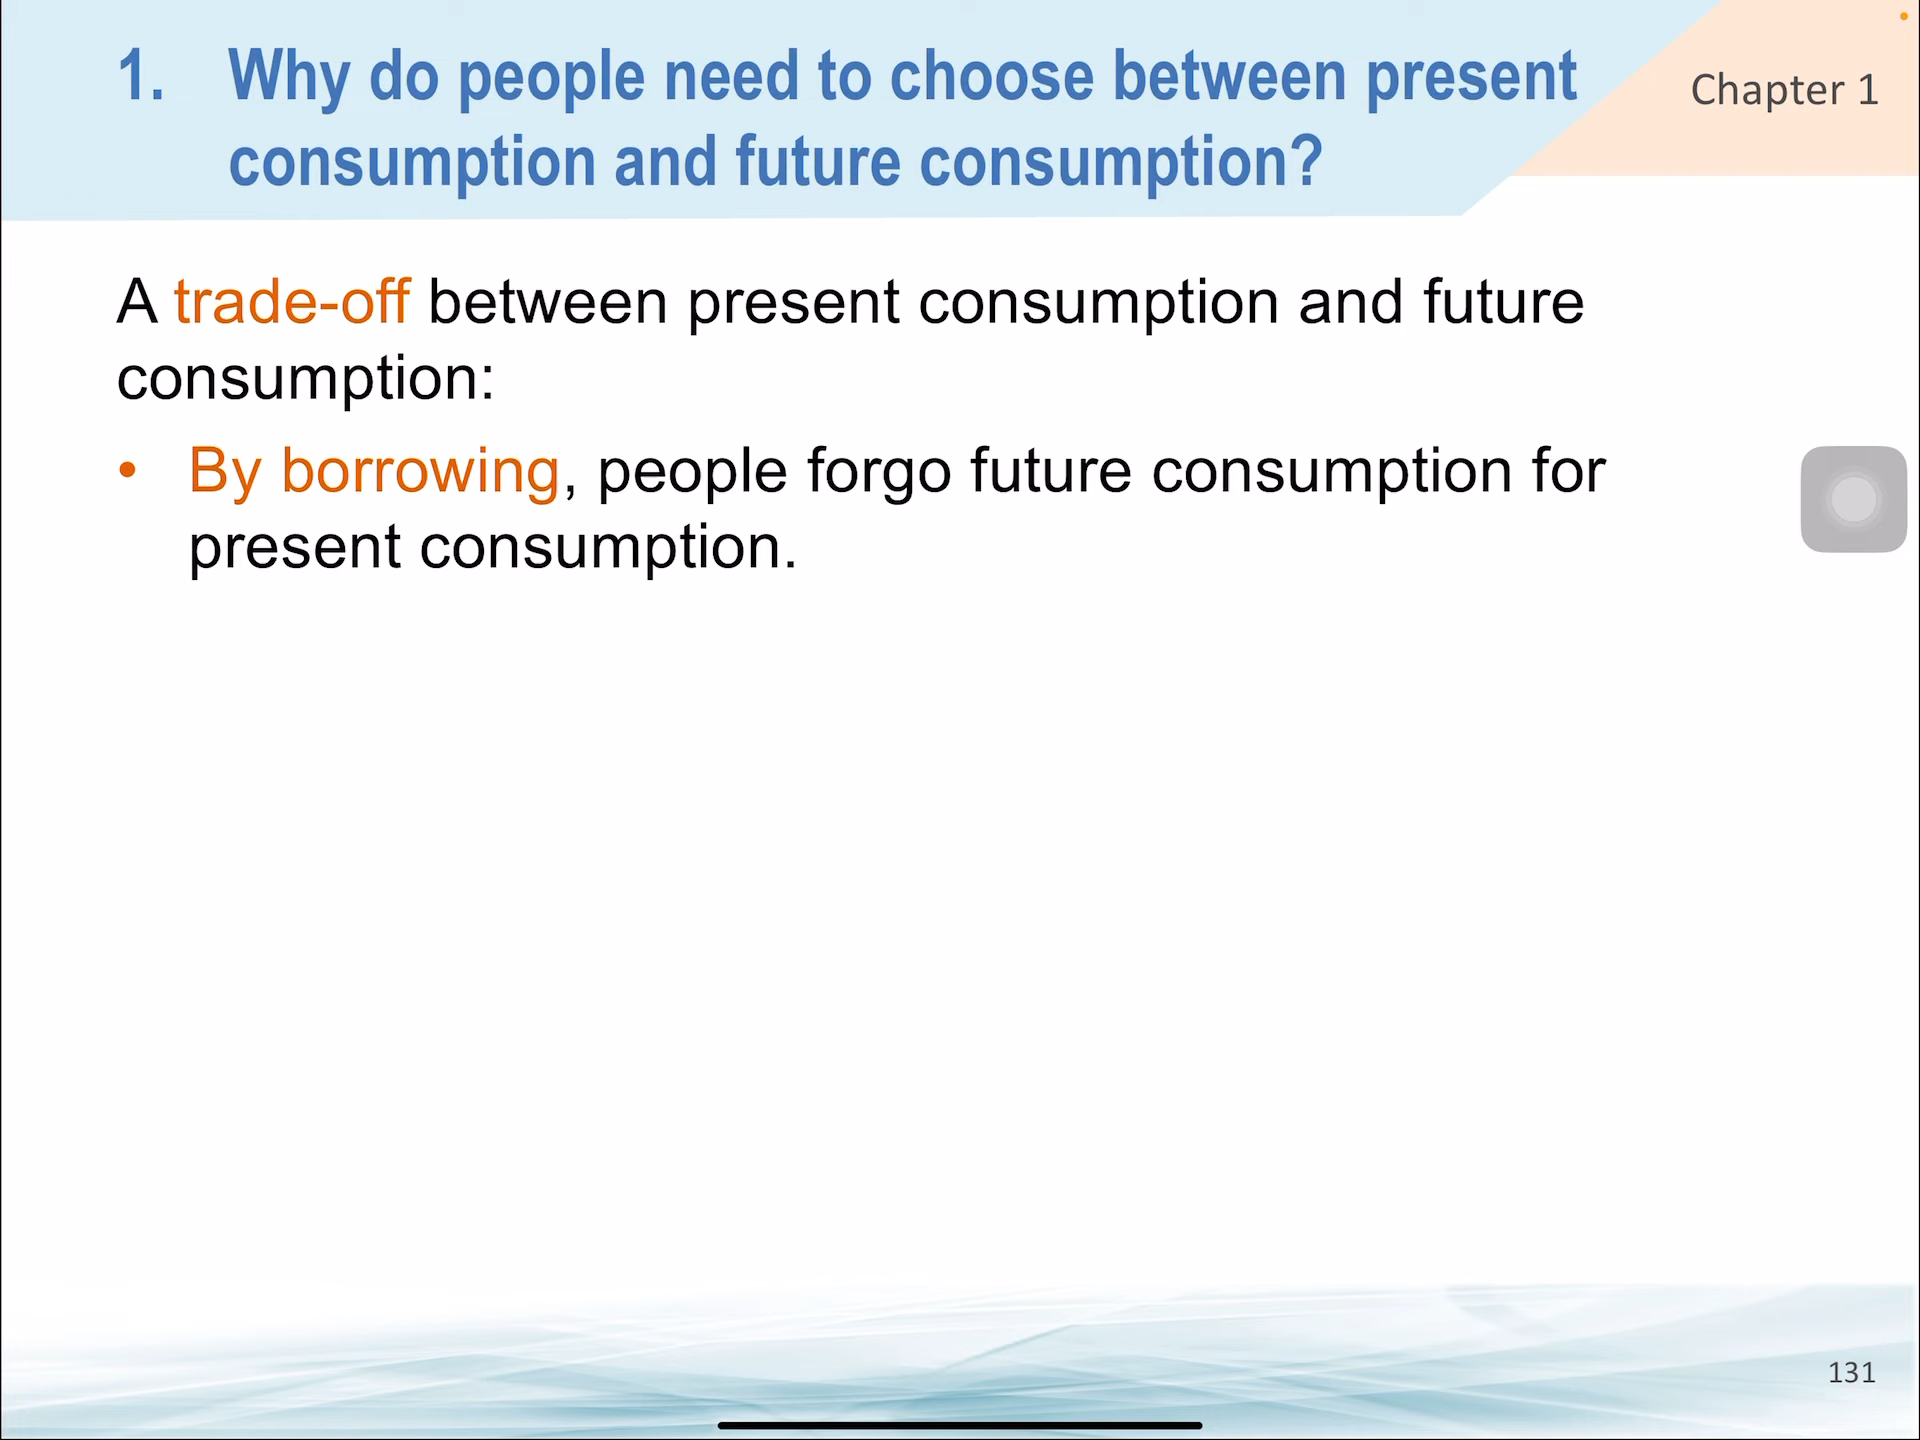 1. Why do people need to choose between present
consumption and future consumption?
Chapter 1
A trade-off between present consumption and future
consumption:
• By borrowing, people forgo future consumption for
present consumption.
131